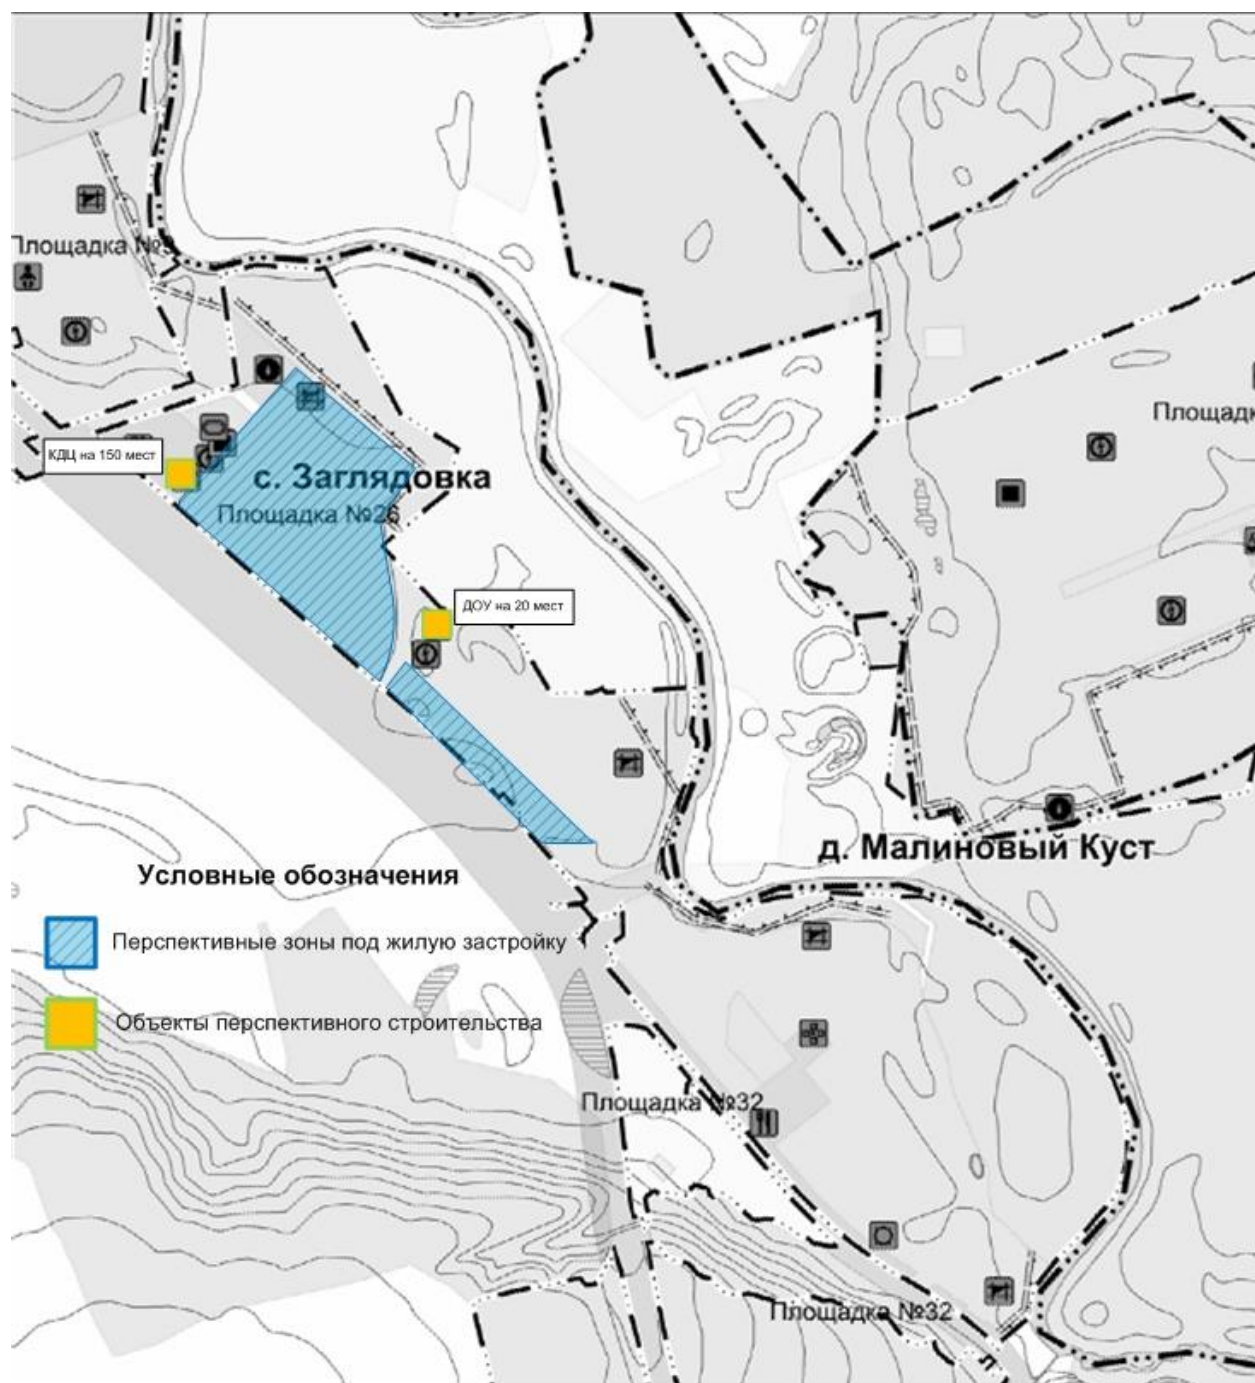 Площадка №9
КДЦ на 150 мест
с. Заглядовка
Площадка №26
ДОУ на 20 мест
Площадк
д. Малиновый Куст
Условные обозначения
Перспективные зоны под жилую застройку
Объекты перспективного строительства
Площадка №32
Площадка №32